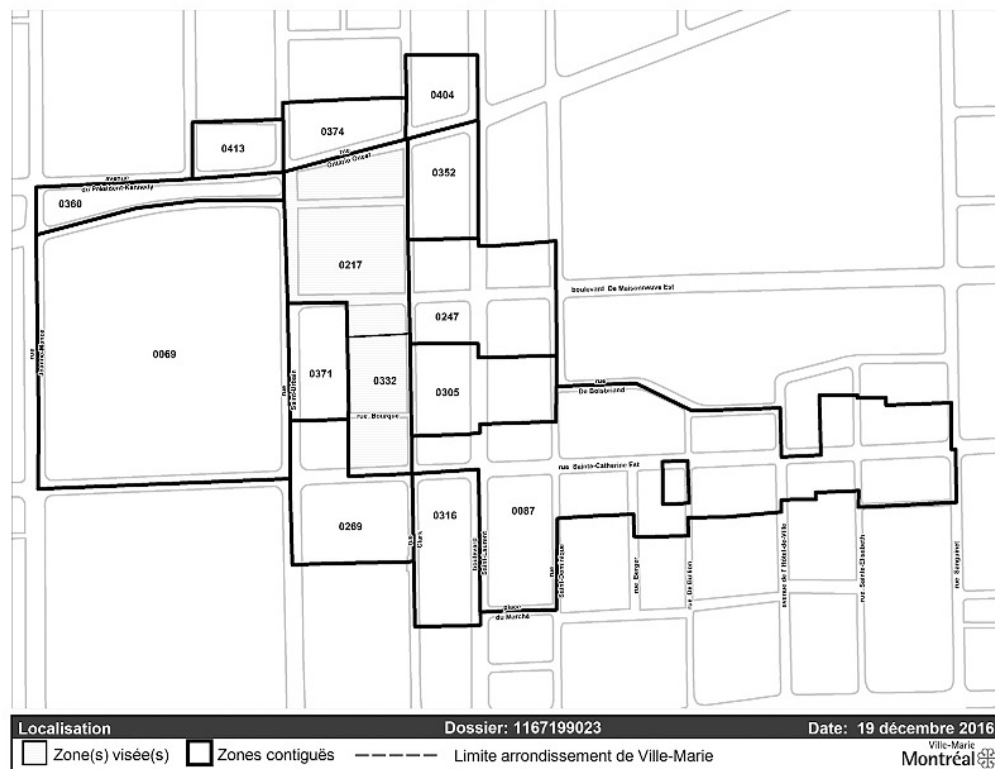 0404
0374
0413
rue
Ontario Ouest
0352
avenue
du Président-Kennedy
0360
0217
boulevard De Maisonneuve Est
0247
0069
rue
Jeanne-Mance
0371
rue
Saint-Urbain
0332
0305
rue
De Boisbriand
rue Bourque
rue Sainte-Catherine Est
0316
0087
0269
rue
Clark
boulevard
Saint-Laurent
rue
Saint-Dominique
rue Berger
rue De Bullion
avenue de l'Hôtel-de-Ville
rue Sainte-Elisabeth
rue Sanguinet
place
du Marché
Localisation Dossier: 1167199023 Date: 19 décembre 2016
Zone(s) visée(s) Zones contiguës Limite arrondissement de Ville-Marie
Ville-Marie
Montréal